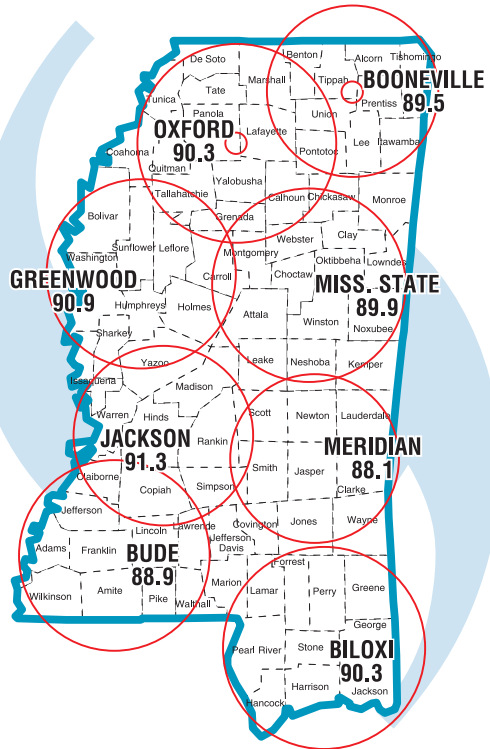 Benton
Alcorn
Tishomingo
De Soto
Marshall
Tippah
BOONEVILLE
89.5
Tate
Prentiss
Tunica
Panola
Union
OXFORD
90.3
Lafayette
Lee
Itawamba
Pontotoc
Coahoma
Quitman
Yalobusha
Tallahatchie
Calhoun
Chickasaw
Monroe
Bolivar
Grenada
Clay
Webster
Sunflower
Leflore
Montgomery
Oktibbeha
Lowndes
Washington
Carroll
Choctaw
GREENWOOD
90.9
MISS. STATE
89.9
Humphreys
Holmes
Attala
Winston
Noxubee
Sharkey
Yazoo
Leake
Neshoba
Kemper
Issaquena
Madison
Warren
Hinds
Scott
Newton
Lauderdale
JACKSON
91.3
Rankin
MERIDIAN
88.1
Smith
Jasper
Claiborne
Copiah
Simpson
Clarke
Jefferson
Lincoln
Lawrence
Covington
Jones
Wayne
Jefferson
Davis
Adams
Franklin
BUDE
88.9
Forrest
Wilkinson
Amite
Pike
Walthall
Marion
Lamar
Perry
Greene
George
Pearl River
Stone
BILOXI
90.3
Hancock
Harrison
Jackson